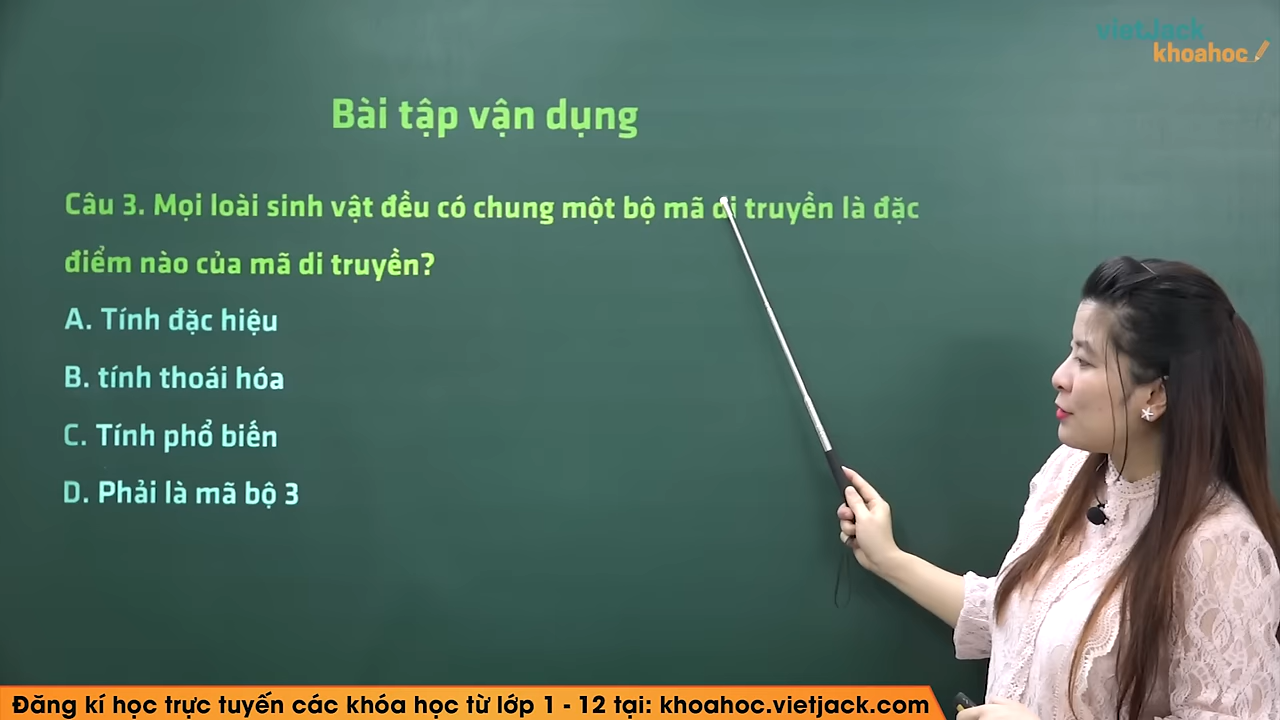 vietJack
khoahoc
Bài tập vận dụng
Câu 3. Mọi loài sinh vật đều có chung một bộ mã di truyền là đặc
điểm nào của mã di truyền?
A. Tính đặc hiệu
B. tính thoái hóa
C. Tính phổ biến
D. Phải là mã bộ 3
Đăng kí học trực tuyến các khóa học từ lớp 1 - 12 tại: khoahoc.vietjack.com